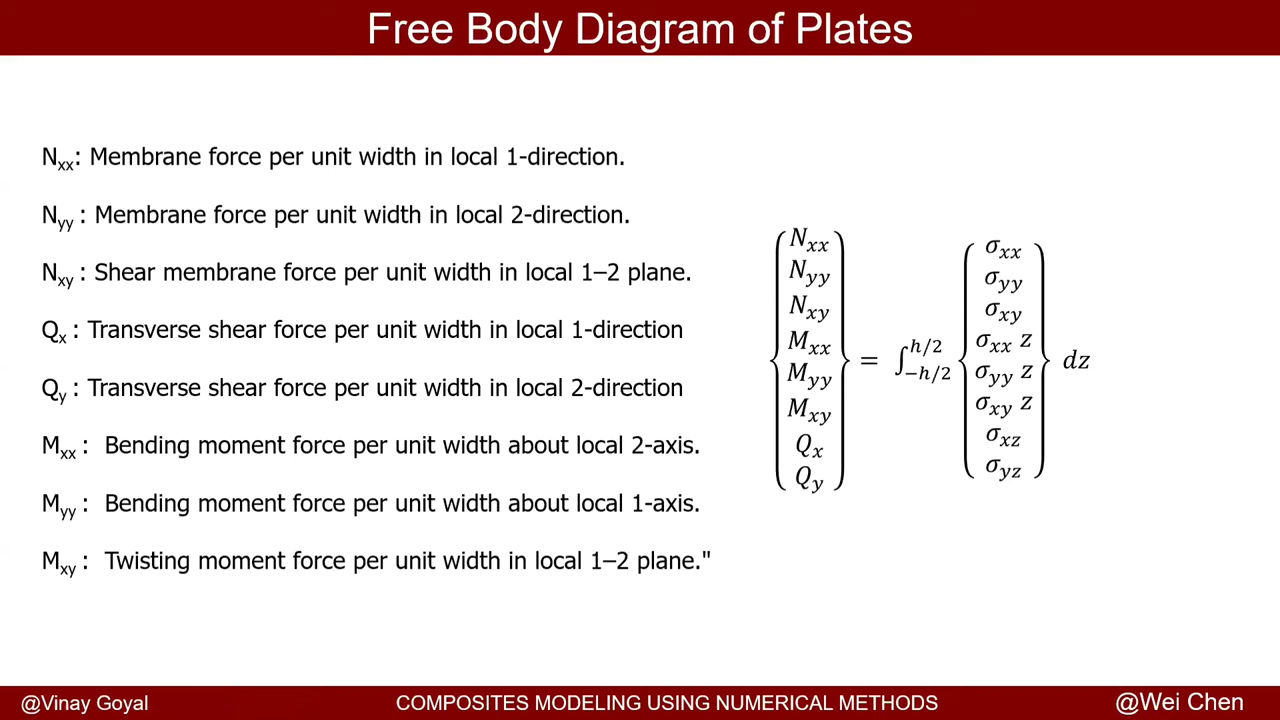 Free Body Diagram of Plates
Nxx: Membrane force per unit width in local 1-direction.
Nyy : Membrane force per unit width in local 2-direction.
Nxy : Shear membrane force per unit width in local 1–2 plane.
Qx : Transverse shear force per unit width in local 1-direction
Qy : Transverse shear force per unit width in local 2-direction
Mxx : Bending moment force per unit width about local 2-axis.
Myy : Bending moment force per unit width about local 1-axis.
Mxy : Twisting moment force per unit width in local 1–2 plane."
{Nxx Nyy Nxy Mxx Myy Mxy Qx Qy} = ∫_{-h/2}^{h/2} {σxx σyy σxy σxx z σyy z σxy z σxz σyz} dz
@Vinay Goyal
COMPOSITES MODELING USING NUMERICAL METHODS
@Wei Chen